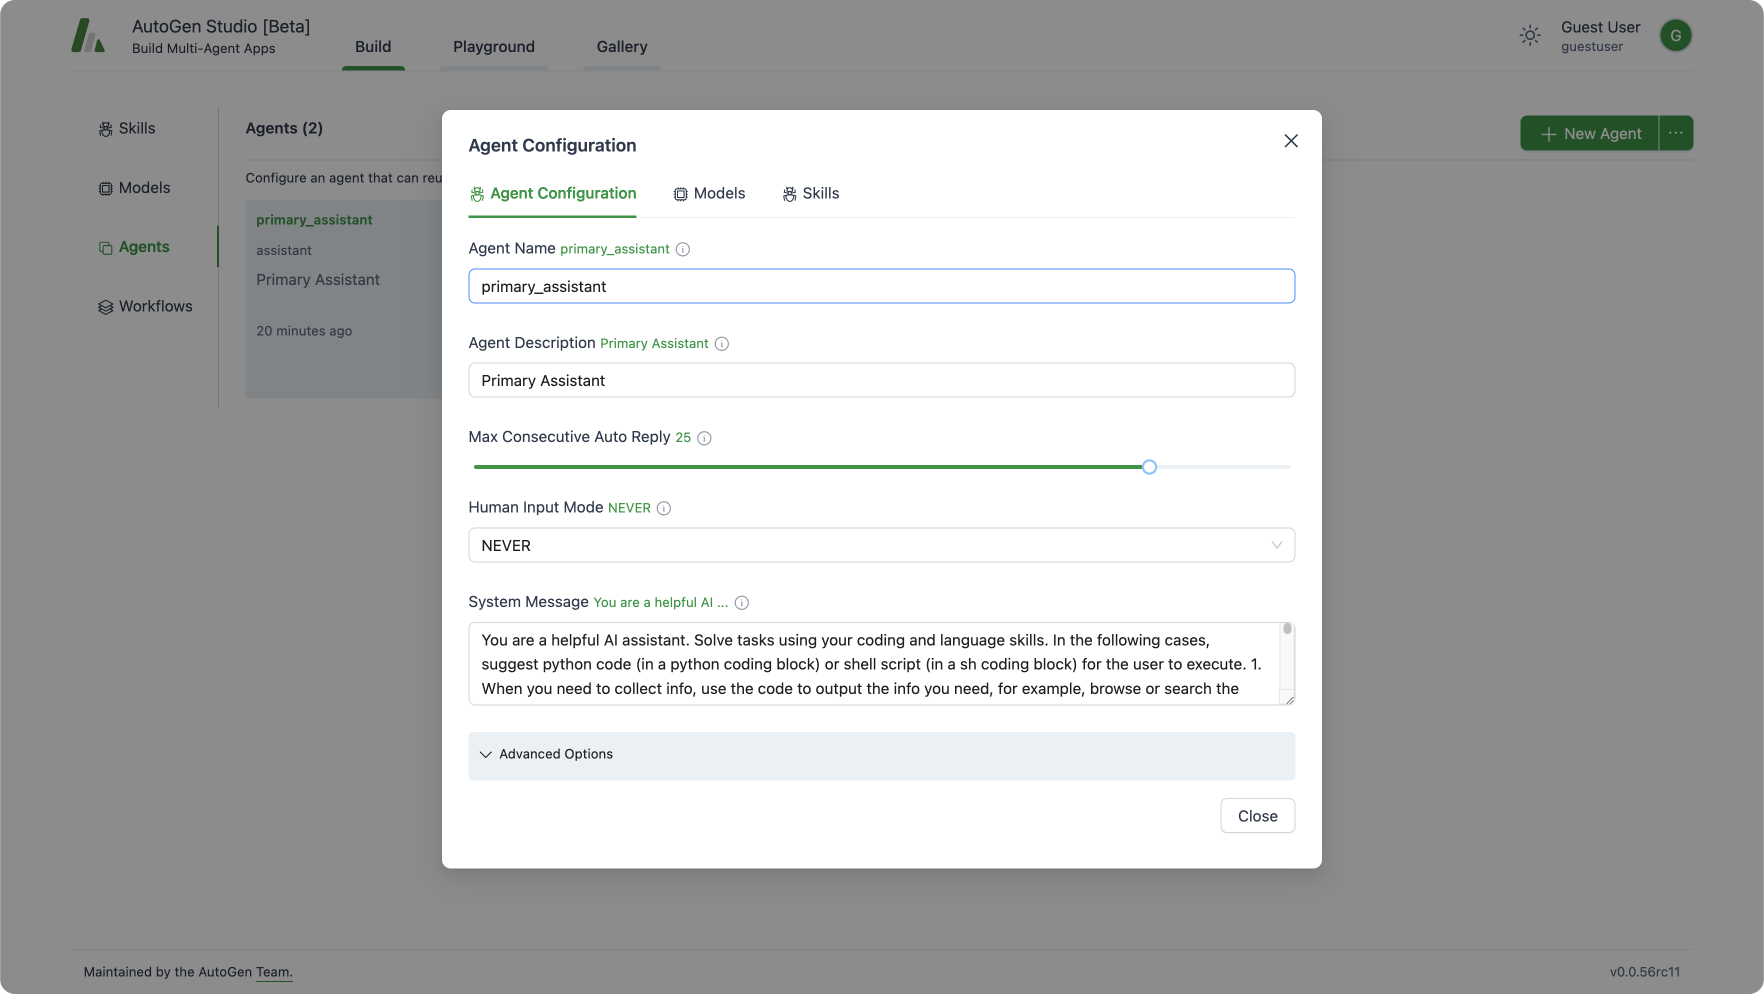 AutoGen Studio [Beta]
Build Multi-Agent Apps
Build
Playground
Gallery
Guest User
guestuser
G
Skills
Models
Agents
Workflows
Agents (2)
New Agent
Configure an agent that can reu
primary_assistant
assistant
Primary Assistant
20 minutes ago
Agent Configuration
Agent Configuration
Models
Skills
Agent Name primary_assistant
primary_assistant
Agent Description Primary Assistant
Primary Assistant
Max Consecutive Auto Reply 25
Human Input Mode NEVER
NEVER
System Message You are a helpful AI ...
You are a helpful AI assistant. Solve tasks using your coding and language skills. In the following cases,
suggest python code (in a python coding block) or shell script (in a sh coding block) for the user to execute. 1.
When you need to collect info, use the code to output the info you need, for example, browse or search the
Advanced Options
Close
Maintained by the AutoGen Team.
v0.0.56rc11